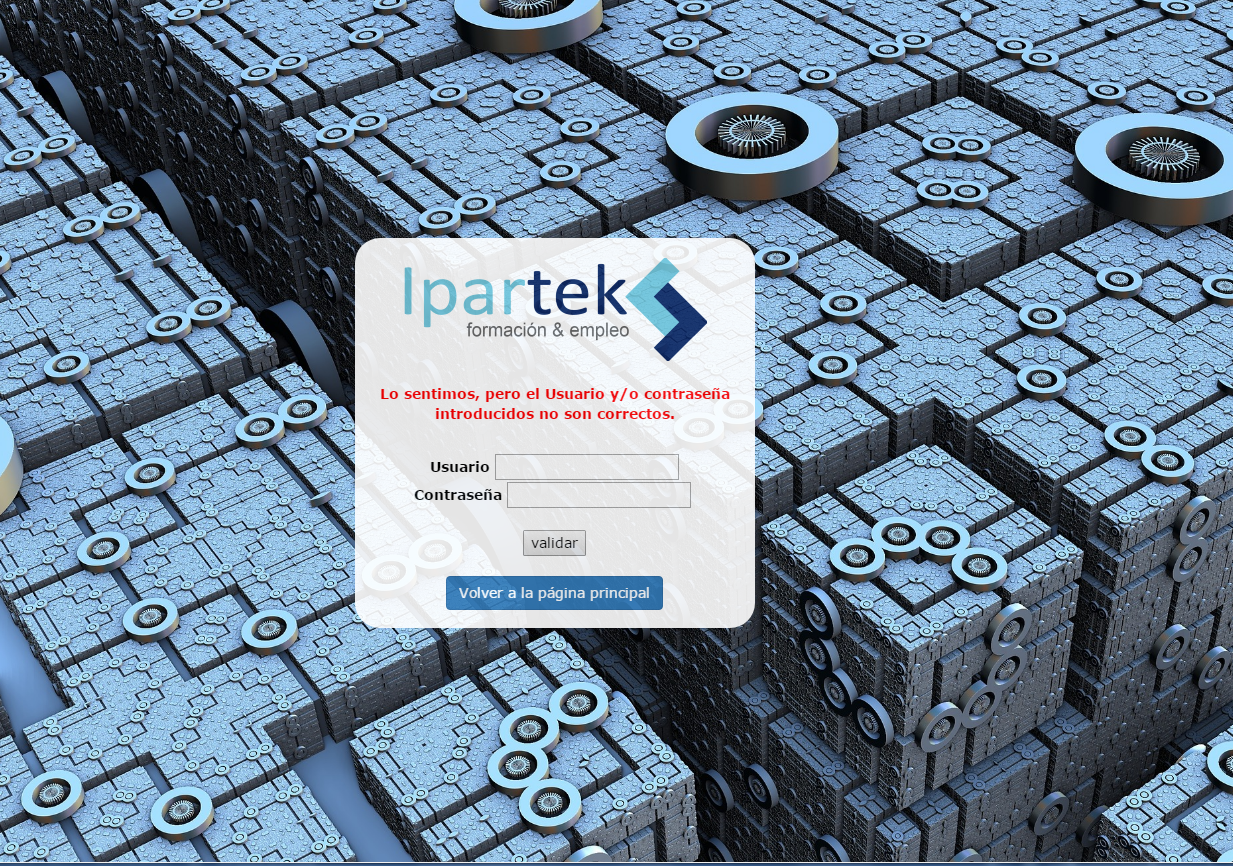 Ipartek
formación & empleo
Lo sentimos, pero el Usuario y/o contraseña
introducidos no son correctos.
Usuario
Contraseña
validar
Volver a la página principal